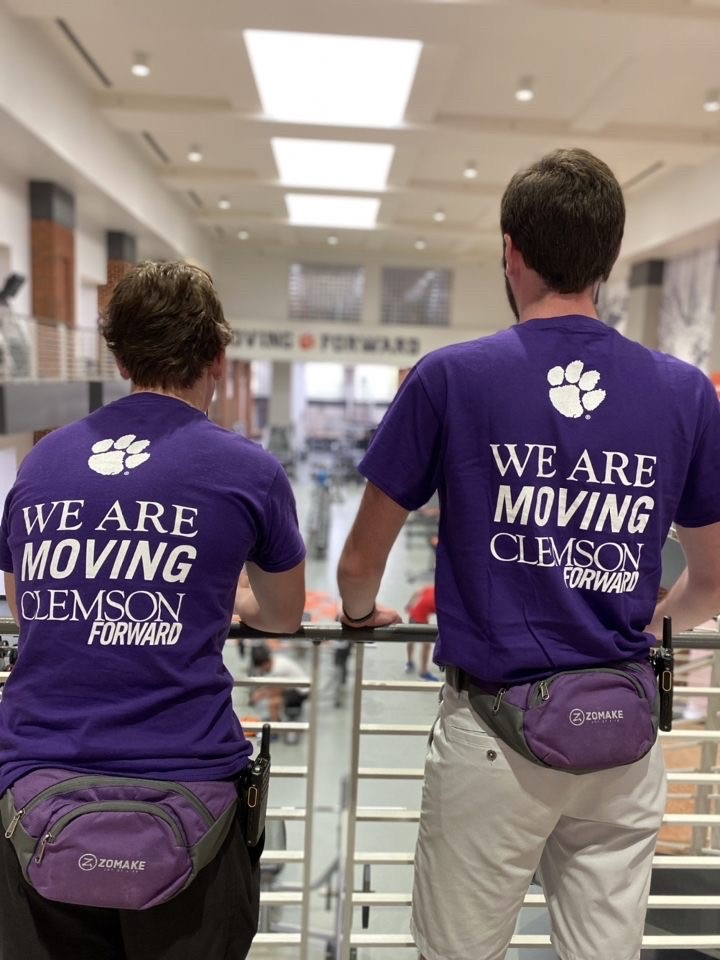 MOVING FORWARD
WE ARE
MOVING
CLEMSON
FORWARD
ZOMAKE
WE ARE
MOVING
CLEMSON
FORWARD
ZOMAKE